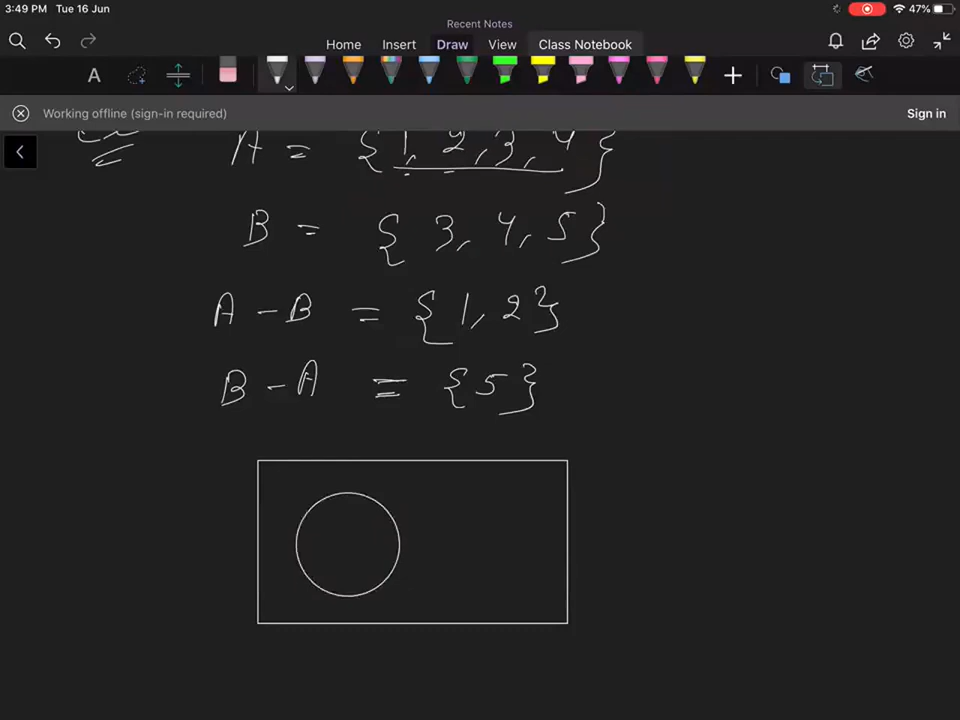 3:49 PM Tue 16 Jun
47%
Recent Notes
Home Insert Draw View Class Notebook
A
Working offline (sign-in required) Sign in
A = {1, 2, 3, 4}
B = {3, 4, 5}
A - B = {1, 2}
B - A = {5}